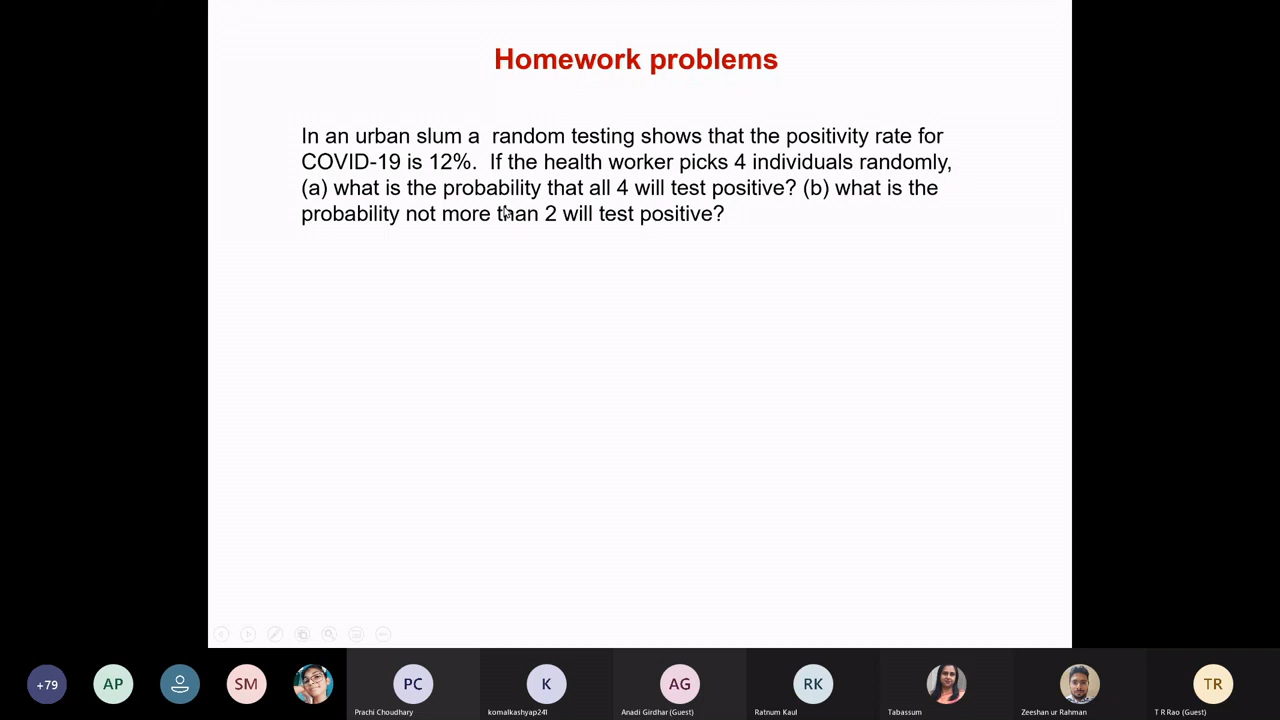 Homework problems
In an urban slum a  random testing shows that the positivity rate for
COVID-19 is 12%.  If the health worker picks 4 individuals randomly,
(a) what is the probability that all 4 will test positive? (b) what is the
probability not more than 2 will test positive?
+79
AP
SM
PC
K
AG
RK
TR
Prachi Choudhary
komalkashyap241
Anadi Girdhar (Guest)
Ratnum Kaul
Tabassum
Zeeshan ur Rahman
T R Rao (Guest)